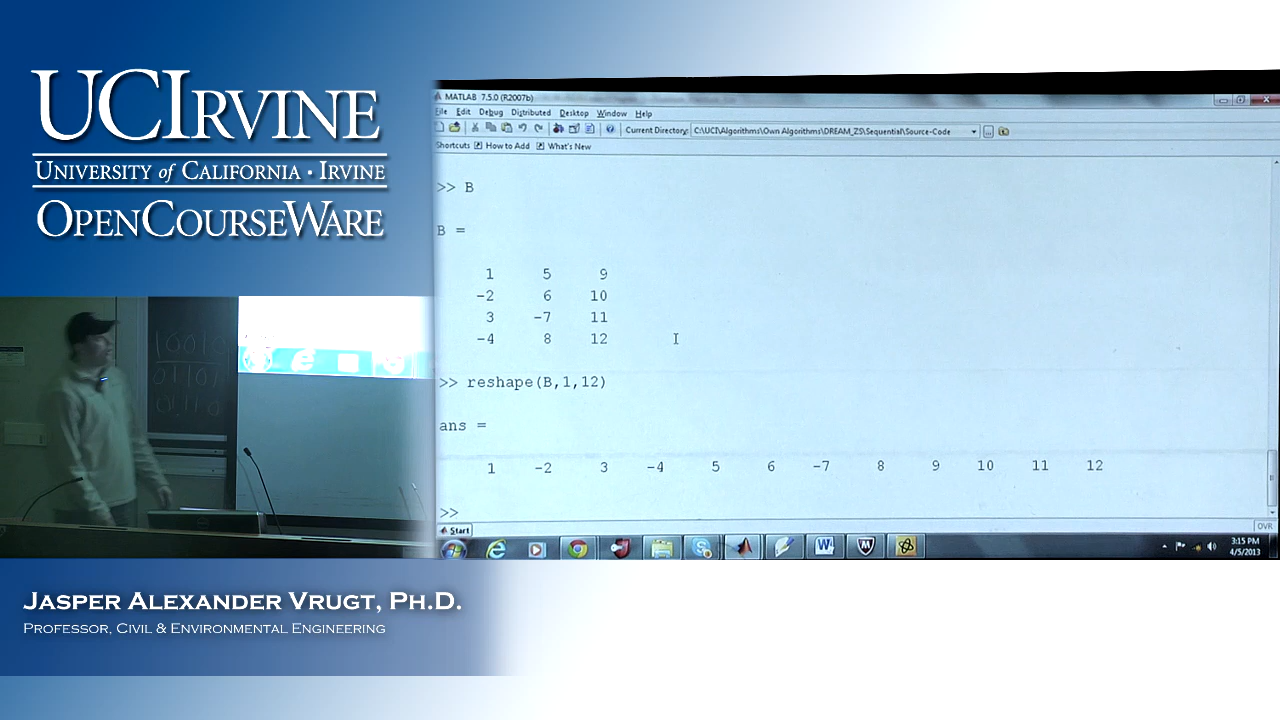 UCIRVINE
UNIVERSITY of CALIFORNIA • IRVINE
OPENCOURSEWARE
MATLAB 7.5.0 (R2007b)
File Edit Debug Distributed Desktop Window Help
Current Directory: C:\UCI\Algorithms\Own Algorithms\DREAM_ZS\Sequential\Source-Code
Shortcuts How to Add What's New
>> B
B =
1 5 9
-2 6 10
3 -7 11
-4 8 12
>> reshape(B,1,12)
ans =
1 -2 3 -4 5 6 -7 8 9 10 11 12
>>
Start
OVR
3:15 PM
4/5/2013
JASPER ALEXANDER VRUGT, PH.D.
PROFESSOR, CIVIL & ENVIRONMENTAL ENGINEERING